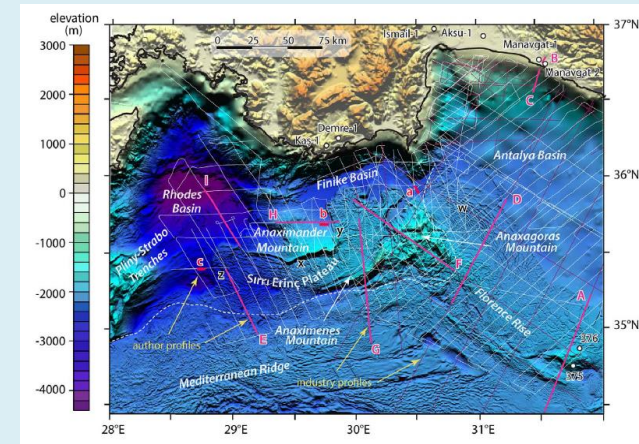 elevation
(m)
3000
2000
1000
0
-1000
-2000
-3000
-4000
0 25 50 75 km
Ismail-1
Aksu-1
Manavgat-1
Manavgat-2
B
C
Demre-1
Kaş-1
Antalya Basin
Finike Basin
Rhodes
Basin
I
H
b
a
w
D
Anaximander
Mountain
y
Anaxagoras
Mountain
Pliny-Strabo
Trenches
c
z
x
F
Sırrı Erinç Plateau
Florence Rise
A
author profiles
Anaximenes
Mountain
E
G
376
375
Mediterranean Ridge
industry profiles
37°N
36°N
35°N
28°E
29°E
30°E
31°E